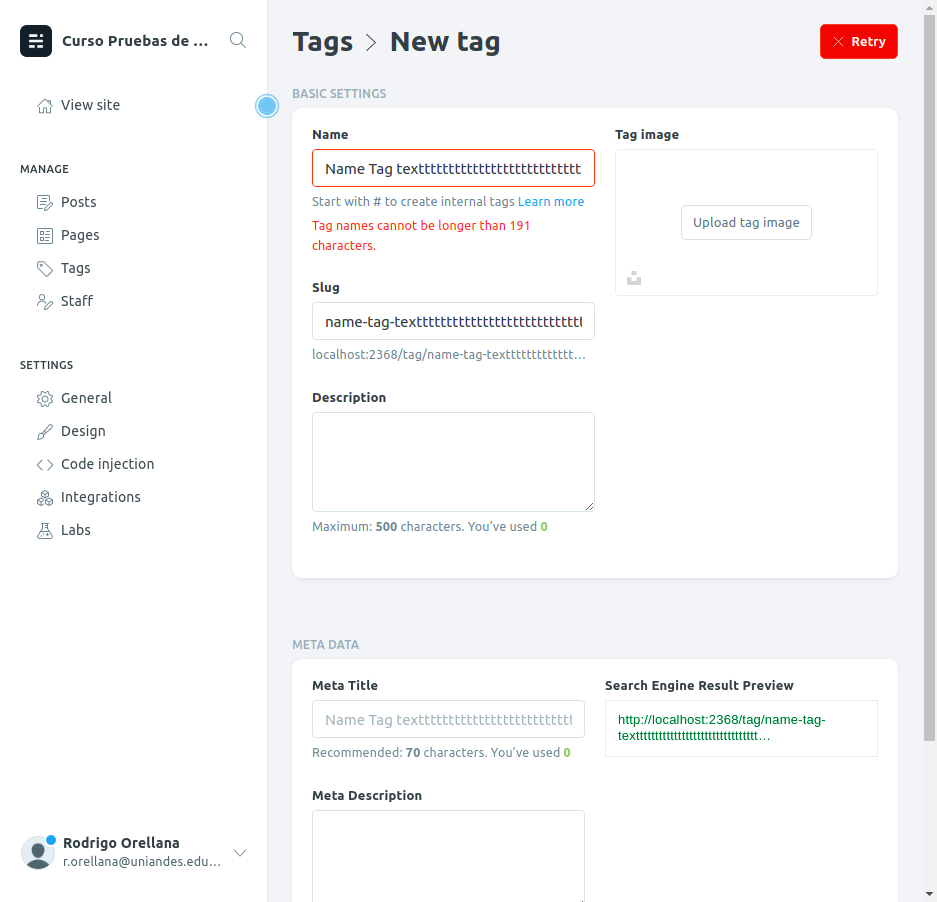 Curso Pruebas de ...
View site
MANAGE
Posts
Pages
Tags
Staff
SETTINGS
General
Design
Code injection
Integrations
Labs
Rodrigo Orellana
r.orellana@uniandes.edu...
Tags > New tag
Retry
BASIC SETTINGS
Name
Name Tag texttttttttttttttttttttttttttt
Start with # to create internal tags Learn more
Tag names cannot be longer than 191
characters.
Slug
name-tag-textttttttttttttttttttttttttttt
localhost:2368/tag/name-tag-texttttttttttttt...
Description
Maximum: 500 characters. You've used 0
Tag image
Upload tag image
META DATA
Meta Title
Name Tag textttttttttttttttttttttttttt
Recommended: 70 characters. You've used 0
Meta Description
Search Engine Result Preview
http://localhost:2368/tag/name-tag-
texttttttttttttttttttttttttttttttttt...